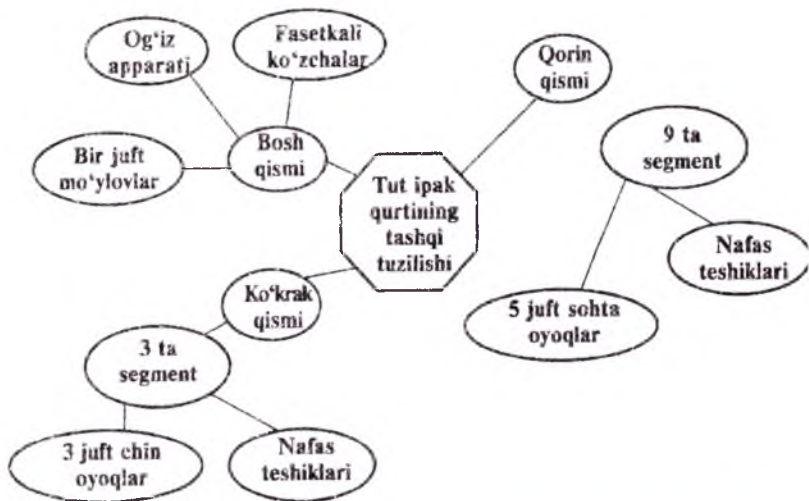 Og‘iz
apparati
Fasetkali
ko‘zchalar
Qorin
qismi
Bir juft
mo‘ylovlar
Bosh
qismi
Tut ipak
qurtining
tashqi
tuzilishi
9 ta
segment
Nafas
teshiklari
5 juft sohta
oyoqlar
Ko‘krak
qismi
3 ta
segment
3 juft chin
oyoqlar
Nafas
teshiklari